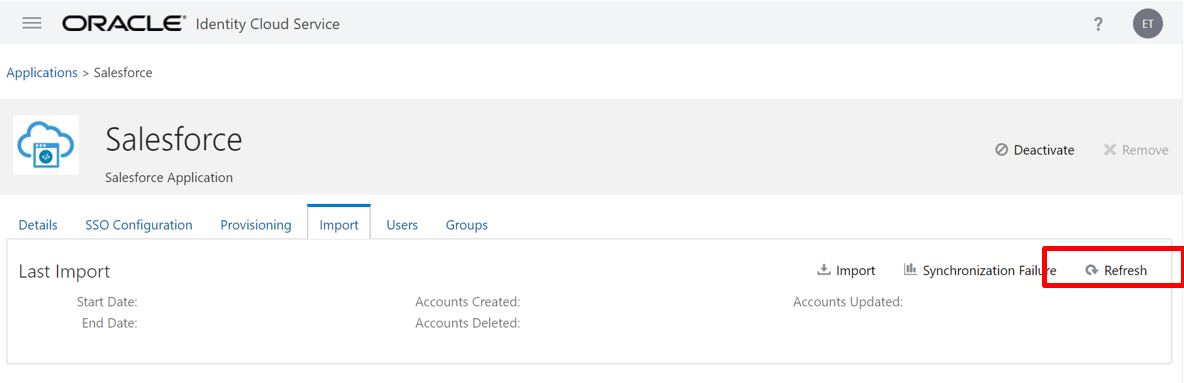 ORACLE® Identity Cloud Service ? ET
Applications > Salesforce
Salesforce
Salesforce Application
Deactivate Remove
Details SSO Configuration Provisioning Import Users Groups
Last Import Import Synchronization Failure Refresh
Start Date: Accounts Created: Accounts Updated:
End Date: Accounts Deleted: